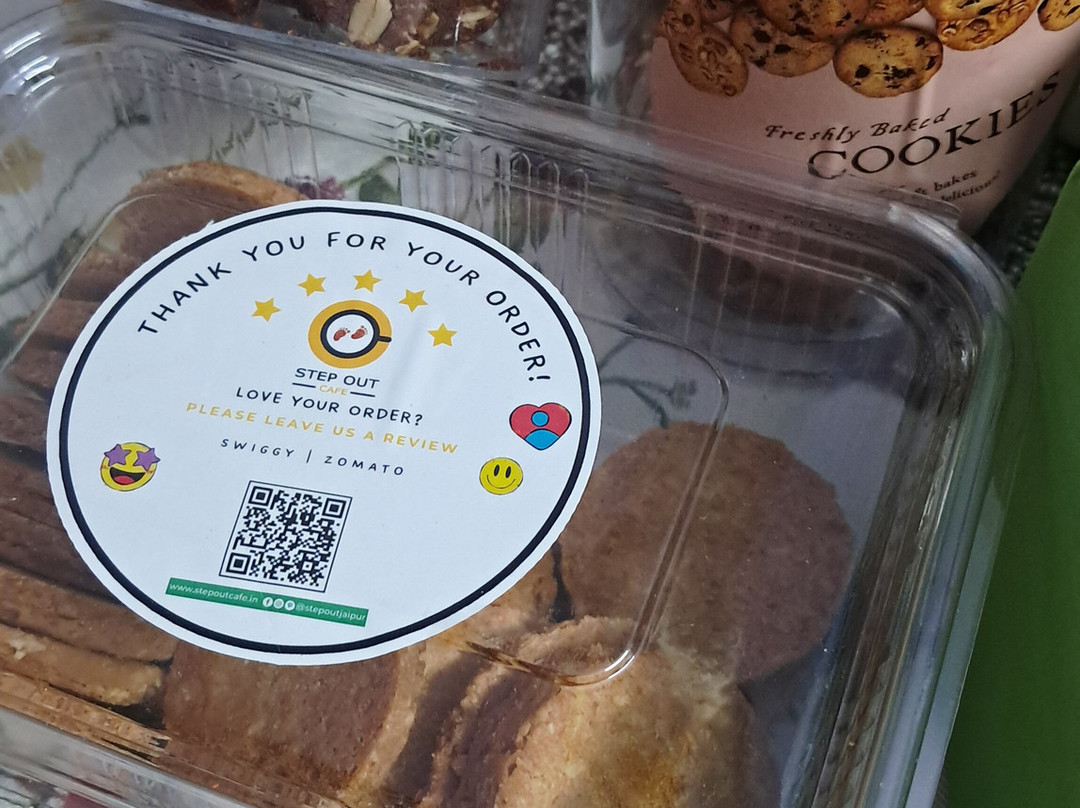 Freshly Baked
COOKIES
& bakes
THANK YOU FOR YOUR ORDER!
STEP OUT
CAFE
LOVE YOUR ORDER?
PLEASE LEAVE US A REVIEW
SWIGGY | ZOMATO
www.stepoutcafe.in @stepoutjaipur